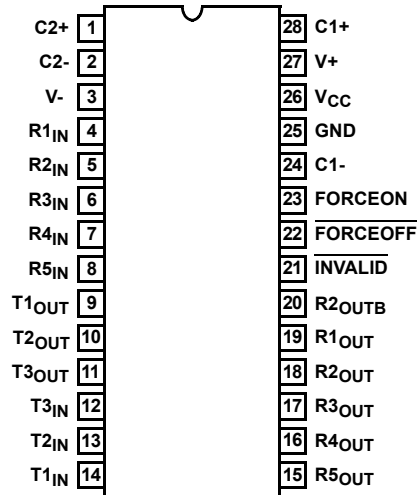 C2+ 1 28 C1+
C2- 2 27 V+
V- 3 26 VCC
R1IN 4 25 GND
R2IN 5 24 C1-
R3IN 6 23 FORCEON
R4IN 7 22 FORCEOFF
R5IN 8 21 INVALID
T1OUT 9 20 R2OUTB
T2OUT 10 19 R1OUT
T3OUT 11 18 R2OUT
T3IN 12 17 R3OUT
T2IN 13 16 R4OUT
T1IN 14 15 R5OUT